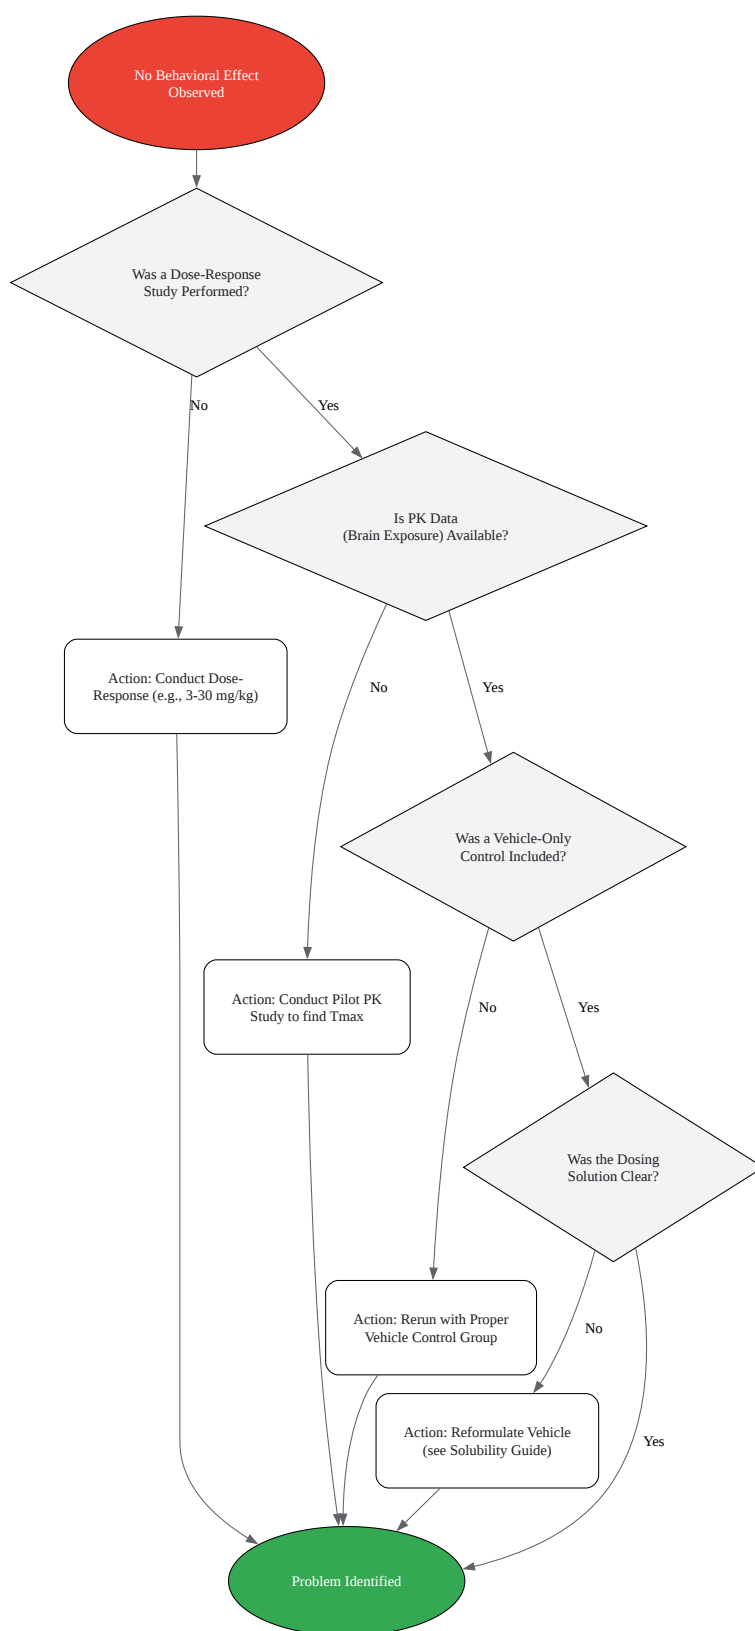 No Behavioral Effect
Observed
Was a Dose-Response
Study Performed?
No
Yes
Is PK Data
(Brain Exposure) Available?
Action: Conduct Dose-
Response (e.g., 3-30 mg/kg)
No
Yes
Was a Vehicle-Only
Control Included?
Action: Conduct Pilot PK
Study to find Tmax
No
Yes
Was the Dosing
Solution Clear?
Action: Rerun with Proper
Vehicle Control Group
No
Action: Reformulate Vehicle
(see Solubility Guide)
Yes
Problem Identified